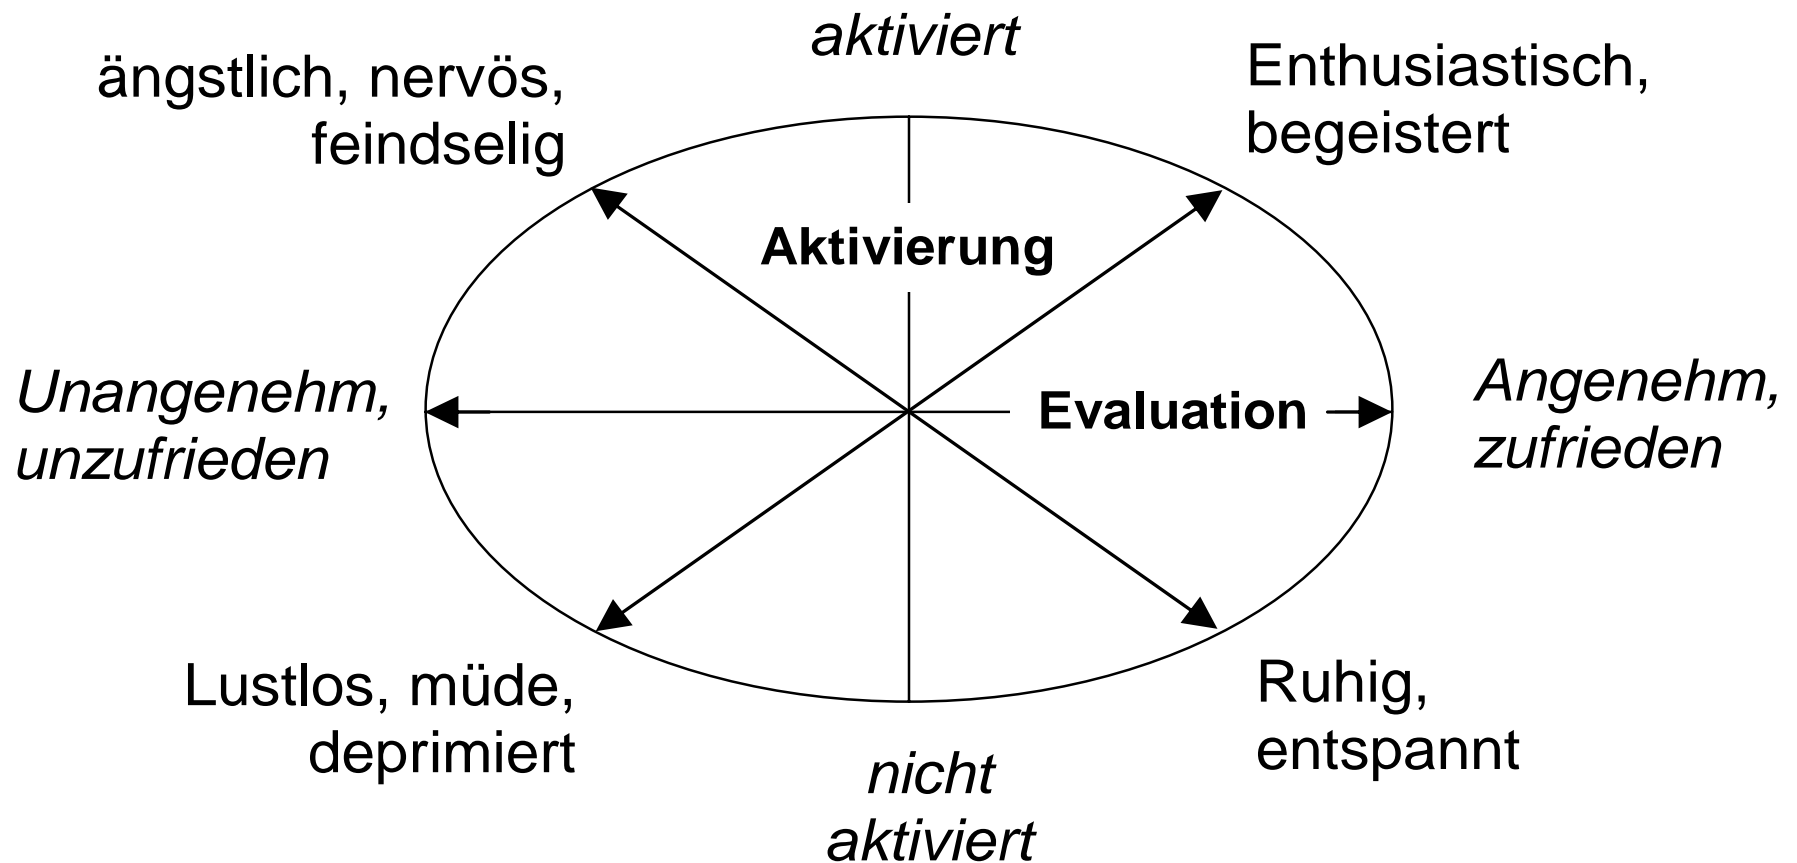 aktiviert
ängstlich, nervös,
feindselig
Enthusiastisch,
begeistert
Aktivierung
Unangenehm,
unzufrieden
Evaluation
Angenehm,
zufrieden
Lustlos, müde,
deprimiert
Ruhig,
entspannt
nicht
aktiviert